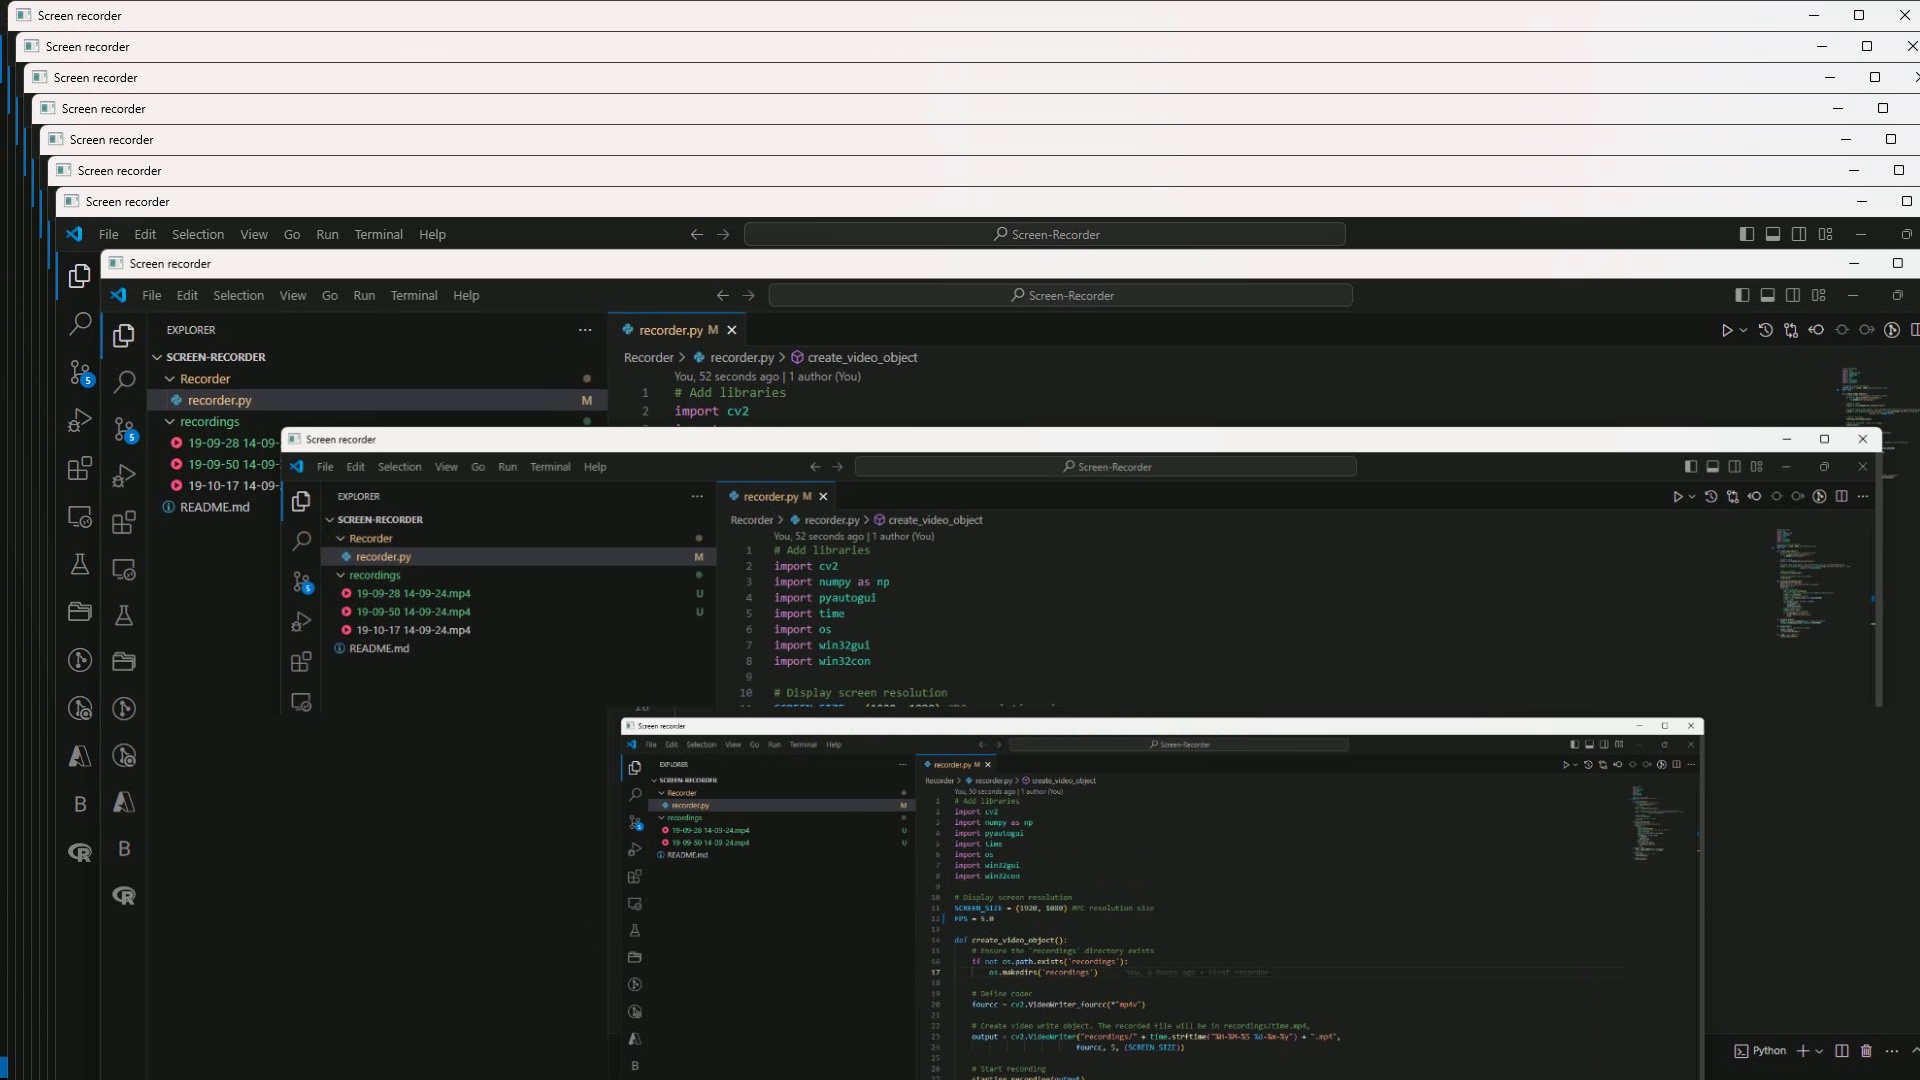 Screen recorder
Screen recorder
Screen recorder
Screen recorder
Screen recorder
Screen recorder
Screen recorder
File Edit Selection View Go Run Terminal Help
Screen-Recorder
Screen recorder
File Edit Selection View Go Run Terminal Help
Screen-Recorder
EXPLORER
SCREEN-RECORDER
Recorder
recorder.py M
recordings
19-09-28 14-09-
19-09-50 14-09-
19-10-17 14-09-
README.md
5
5
B
B
R
R
recorder.py M
Recorder > recorder.py > create_video_object
You, 52 seconds ago | 1 author (You)
1 # Add libraries
2 import cv2
Screen recorder
File Edit Selection View Go Run Terminal Help
Screen-Recorder
EXPLORER
SCREEN-RECORDER
Recorder
recorder.py M
recordings
19-09-28 14-09-24.mp4 U
19-09-50 14-09-24.mp4 U
19-10-17 14-09-24.mp4
README.md
5
recorder.py M
Recorder > recorder.py > create_video_object
You, 52 seconds ago | 1 author (You)
1 # Add libraries
2 import cv2
3 import numpy as np
4 import pyautogui
5 import time
6 import os
7 import win32gui
8 import win32con
9
10 # Display screen resolution
Screen recorder
File Edit Selection View Go Run Terminal Help
Screen-Recorder
EXPLORER
SCREEN-RECORDER
Recorder
recorder.py M
recordings
19-09-28 14-09-24.mp4 U
19-09-50 14-09-24.mp4 U
README.md
B
recorder.py M
Recorder > recorder.py > create_video_object
You, 50 seconds ago | 1 author (You)
1 # Add libraries
2 import cv2
3 import numpy as np
4 import pyautogui
5 import time
6 import os
7 import win32gui
8 import win32con
9
10 # Display screen resolution
11 SCREEN_SIZE = (1920, 1080) #PC resolution size
12 FPS = 5.0
13
14 def create_video_object():
15 # Ensure the 'recordings' directory exists
16 if not os.path.exists('recordings'):
17 os.makedirs('recordings') You, 6 hours ago • first recorder
18
19 # Define codec
20 fourcc = cv2.VideoWriter_fourcc(*"mp4v")
21
22 # Create video write object. The recorded file will be in recordings/time.mp4,
23 output = cv2.VideoWriter("recordings/" + time.strftime("%H-%M-%S %d-%m-%y") + ".mp4",
24 fourcc, 5, (SCREEN_SIZE))
25
26 # Start recording
Python